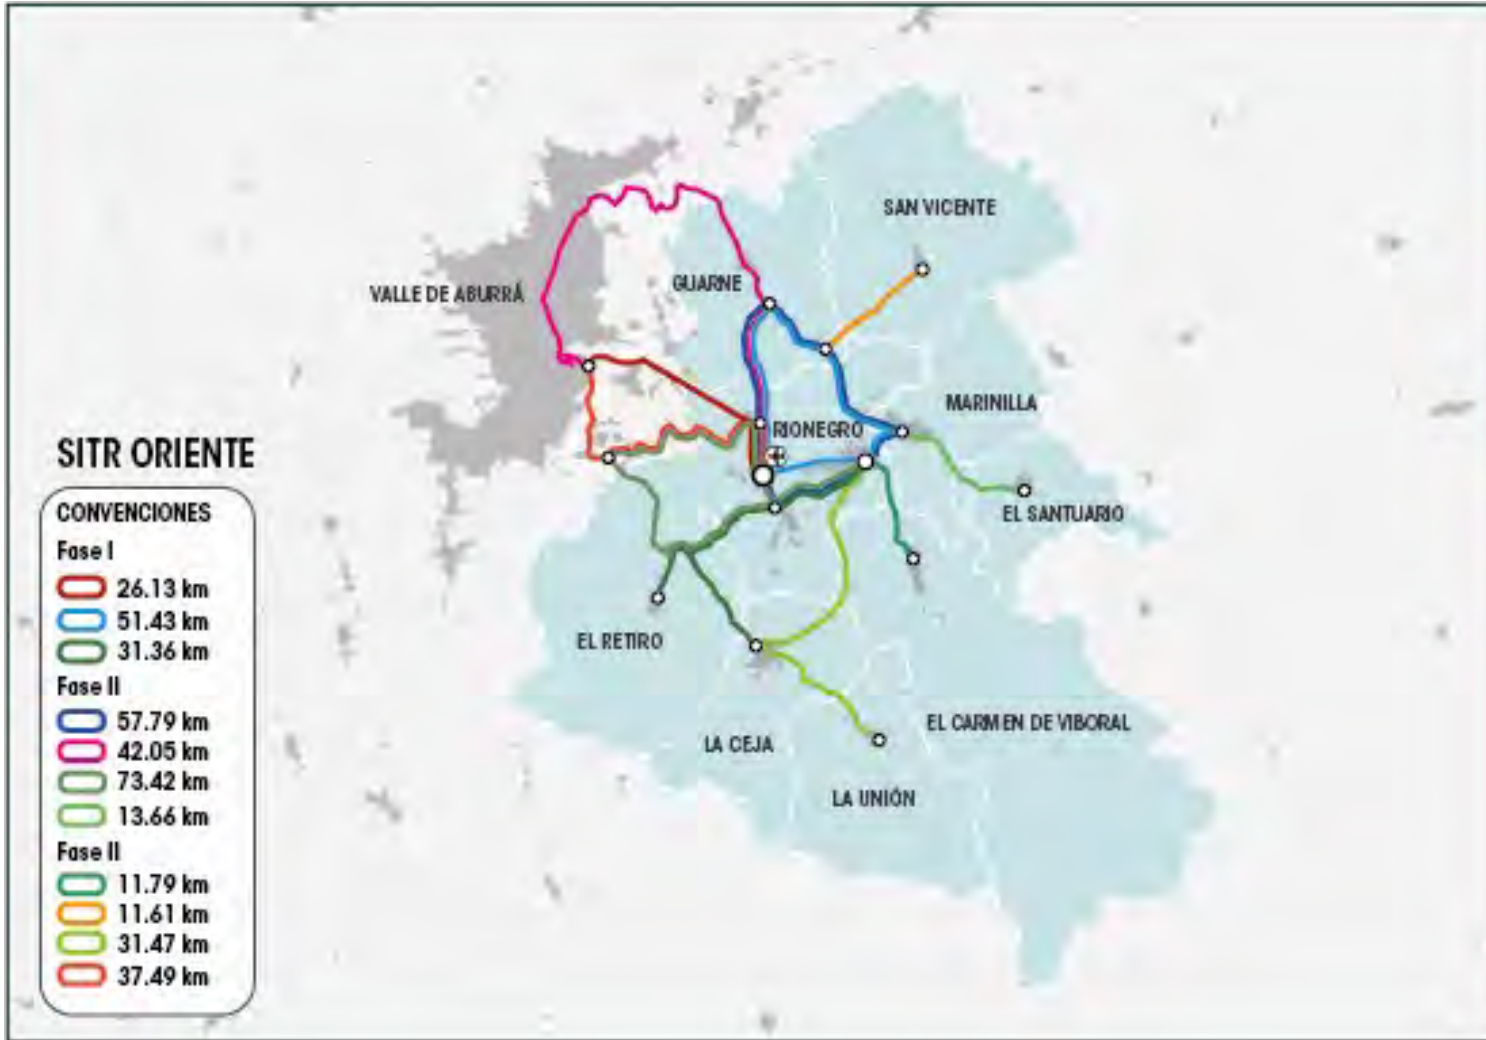 SAN VICENTE
GUARNE
VALLE DE ABURRÁ
MARINILLA
RIONEGRO
EL SANTUARIO
EL RETIRO
EL CARMEN DE VIBORAL
LA CEJA
LA UNIÓN
SITR ORIENTE
CONVENCIONES
Fase I
26.13 km
51.43 km
31.36 km
Fase II
57.79 km
42.05 km
73.42 km
13.66 km
Fase II
11.79 km
11.61 km
31.47 km
37.49 km